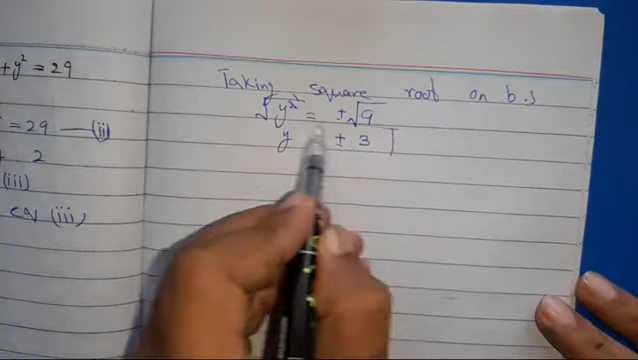 +y² = 29
= 29 —(ii)
+ 2
(iii)
eq (iii)
Taking square root on b.s
√y² = ±√9
y ± 3